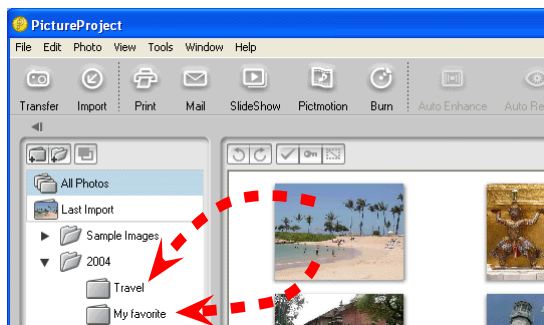 PictureProject
File Edit Photo View Tools Window Help
Transfer Import Print Mail SlideShow Pictmotion Burn Auto Enhance Auto Re
All Photos
Last Import
Sample Images
2004
Travel
My favorite